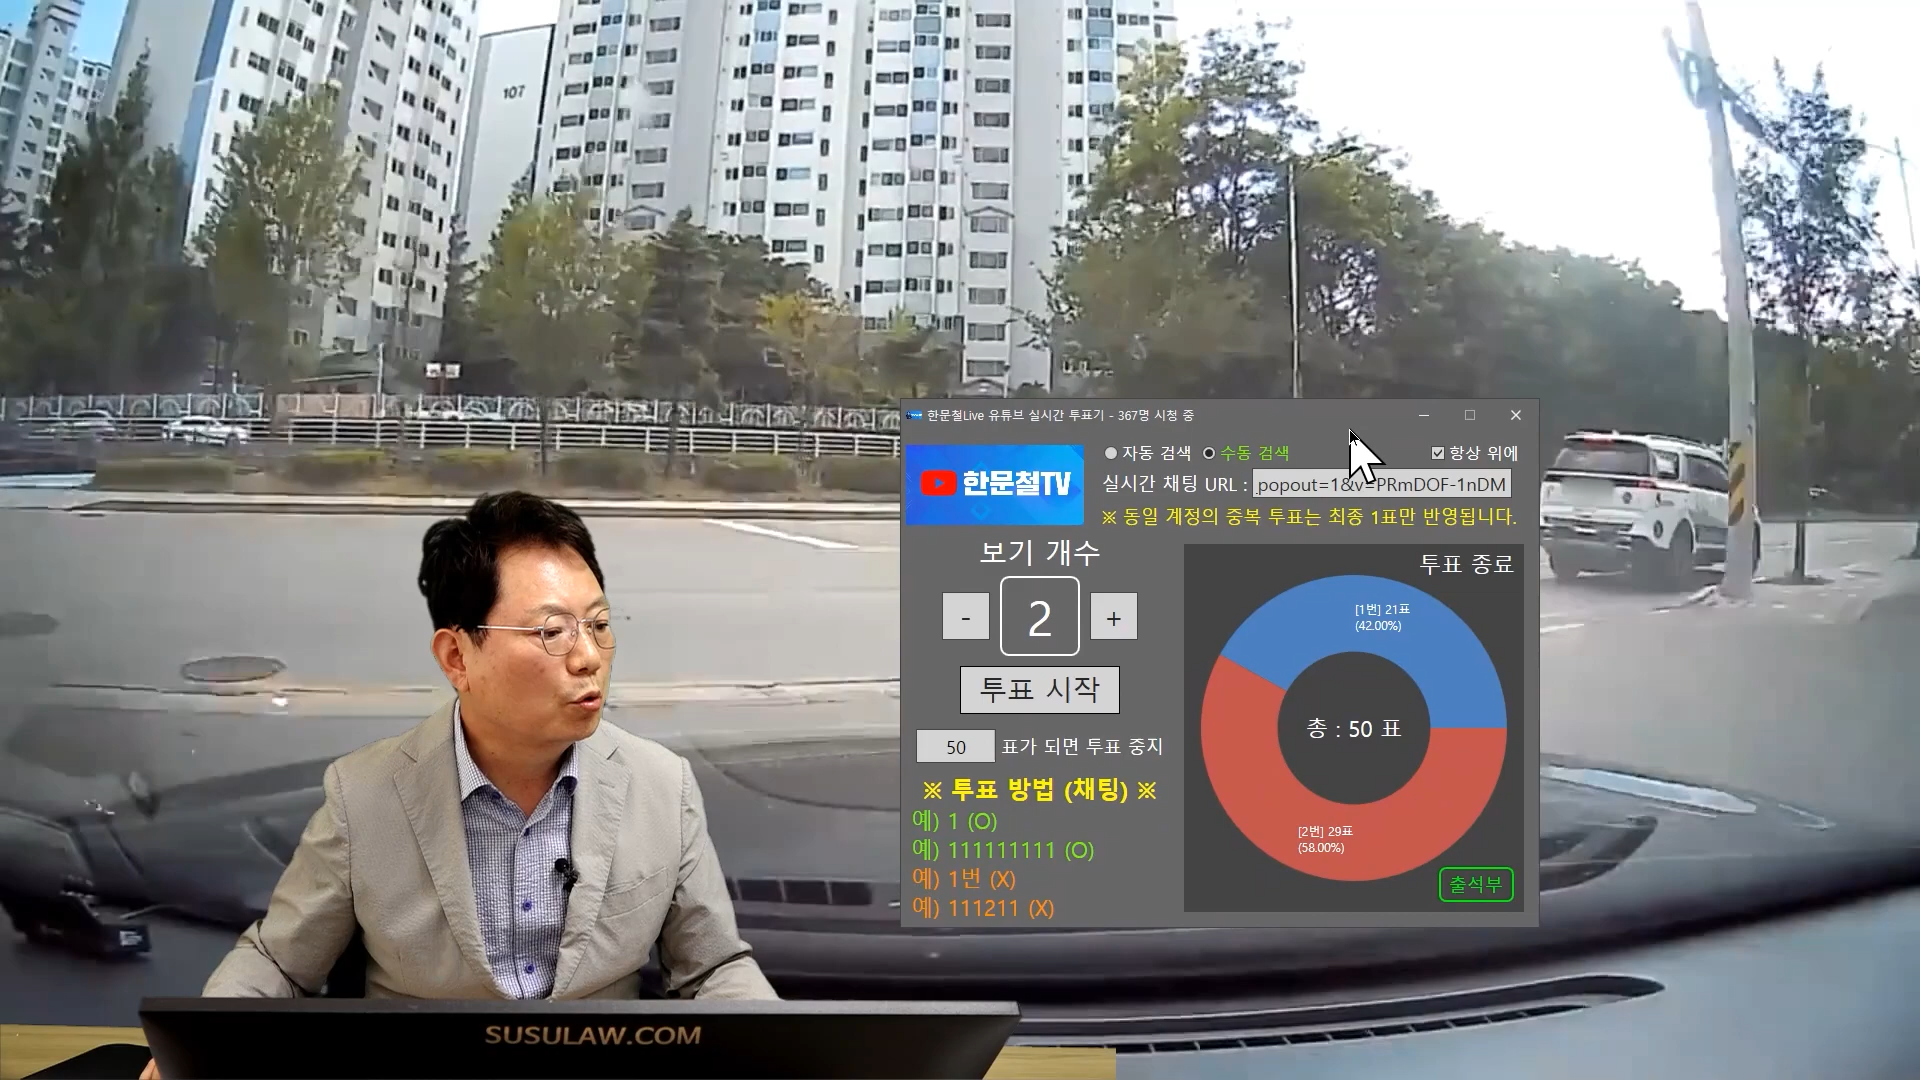 107
한문철Live 유튜브 실시간 투표기 - 367명 시청 중
한문철TV
자동 검색 수동 검색 항상 위에
실시간 채팅 URL : popout=1&v=PRmDOF-1nDM
※ 동일 계정의 중복 투표는 최종 1표만 반영됩니다.
보기 개수
- 2 +
투표 시작
50 표가 되면 투표 중지
※ 투표 방법 (채팅) ※
예) 1 (O)
예) 111111111 (O)
예) 1번 (X)
예) 111211 (X)
투표 종료
[1번] 21표
(42.00%)
총 : 50 표
[2번] 29표
(58.00%)
출석부
SUSULAW.COM